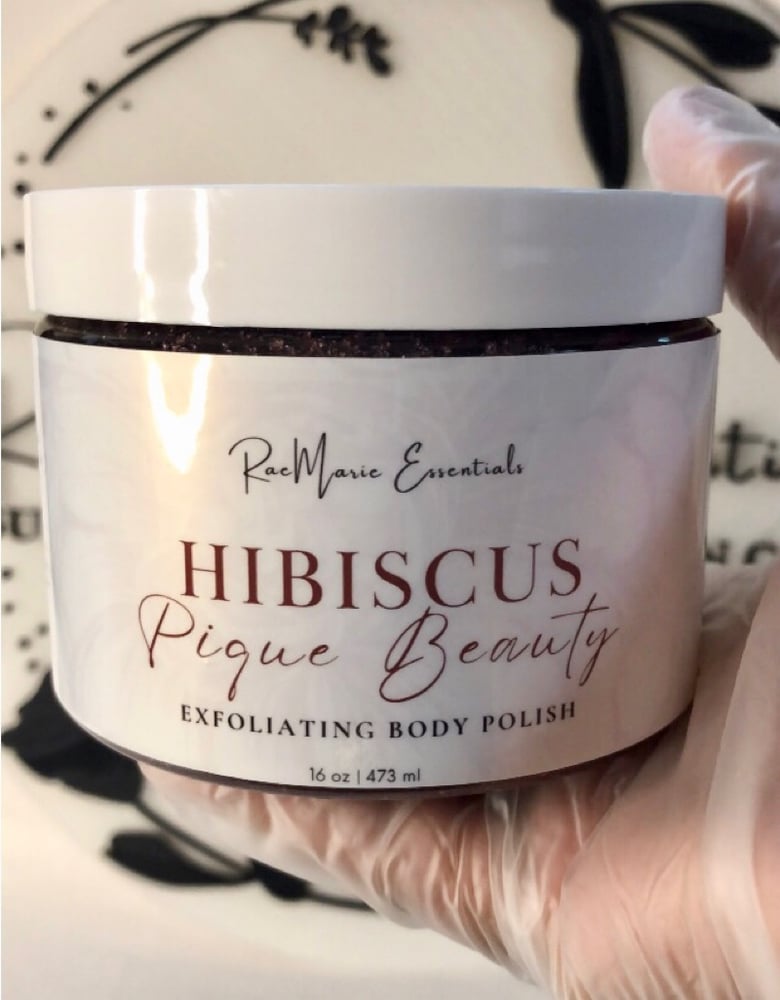 RaeMarie Essentials
HIBISCUS
Pique Beauty
EXFOLIATING BODY POLISH
16 oz | 473 ml